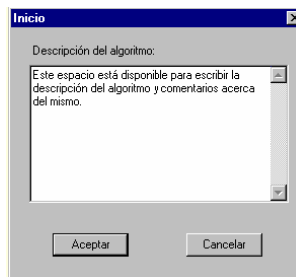 Inicio
Descripción del algoritmo:
Este espacio está disponible para escribir la
descripción del algoritmo y comentarios acerca
del mismo.
Aceptar
Cancelar